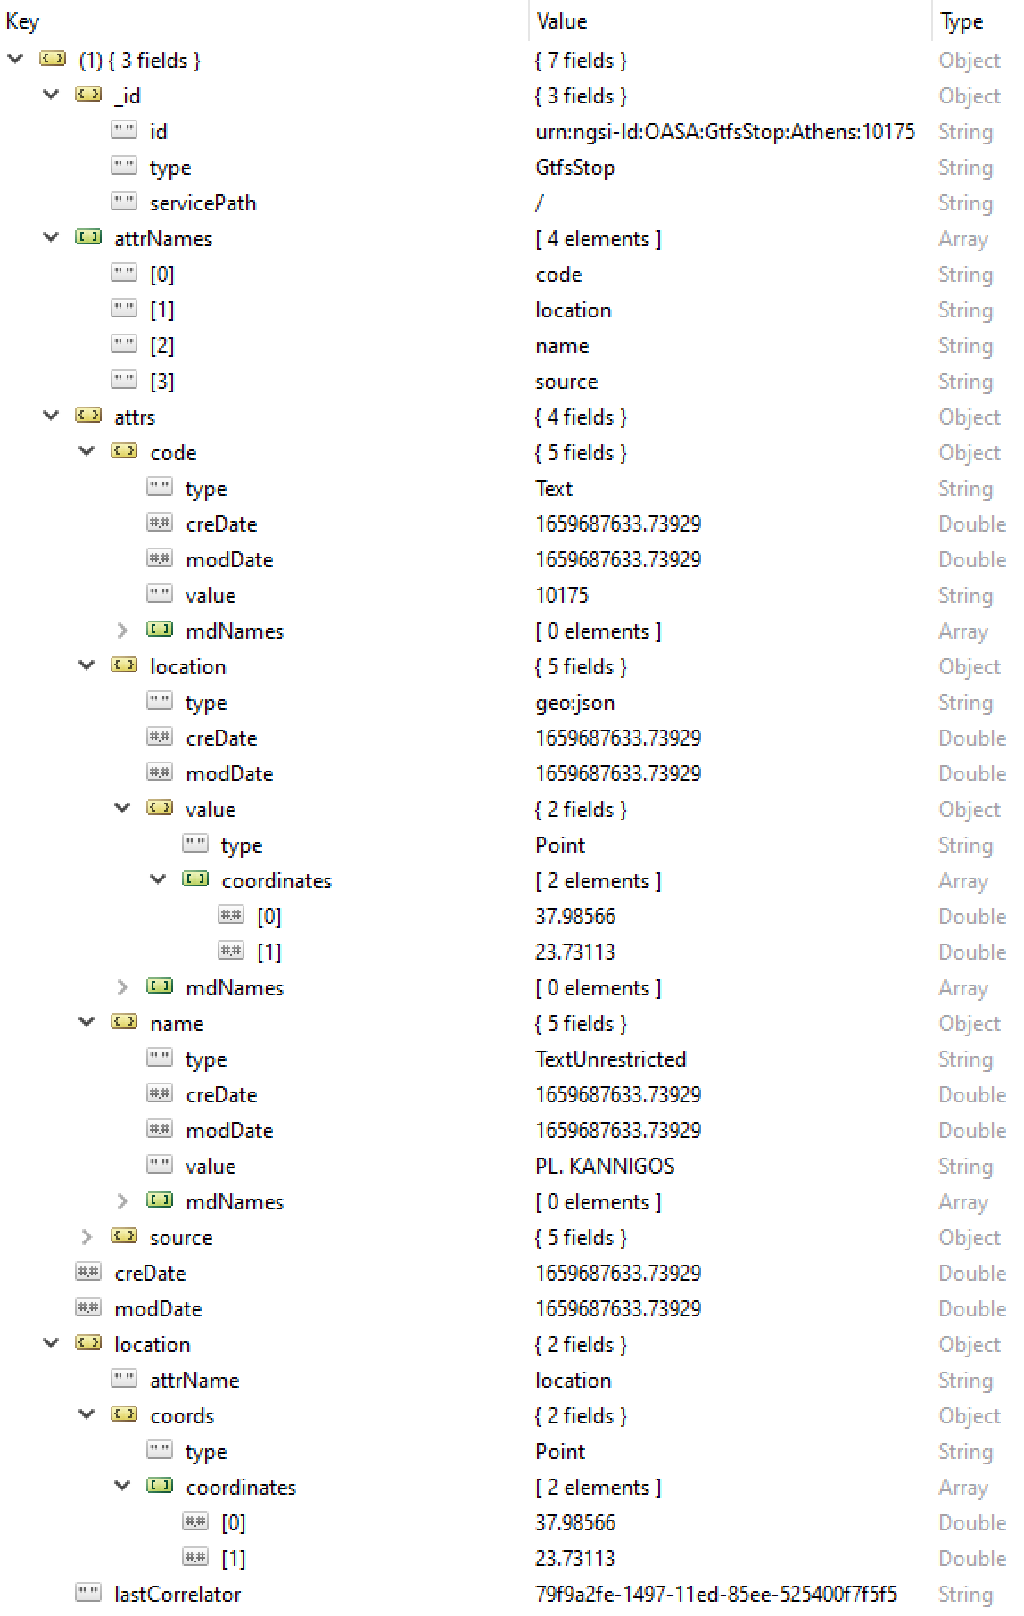 Key Value Type
(1) { 3 fields } { 7 fields } Object
_id { 3 fields } Object
id urn:ngsi-ld:OASA:GtfsStop:Athens:10175 String
type GtfsStop String
servicePath / String
attrNames [ 4 elements ] Array
[0] code String
[1] location String
[2] name String
[3] source String
attrs { 4 fields } Object
code { 5 fields } Object
type Text String
creDate 1659687633.73929 Double
modDate 1659687633.73929 Double
value 10175 String
mdNames [ 0 elements ] Array
location { 5 fields } Object
type geo:json String
creDate 1659687633.73929 Double
modDate 1659687633.73929 Double
value { 2 fields } Object
type Point String
coordinates [ 2 elements ] Array
[0] 37.98566 Double
[1] 23.73113 Double
mdNames [ 0 elements ] Array
name { 5 fields } Object
type TextUnrestricted String
creDate 1659687633.73929 Double
modDate 1659687633.73929 Double
value PL. KANNIGOS String
mdNames [ 0 elements ] Array
source { 5 fields } Object
creDate 1659687633.73929 Double
modDate 1659687633.73929 Double
location { 2 fields } Object
attrName location String
coords { 2 fields } Object
type Point String
coordinates [ 2 elements ] Array
[0] 37.98566 Double
[1] 23.73113 Double
lastCorrelator 79f9a2fe-1497-11ed-85ee-525400f7f5f5 String